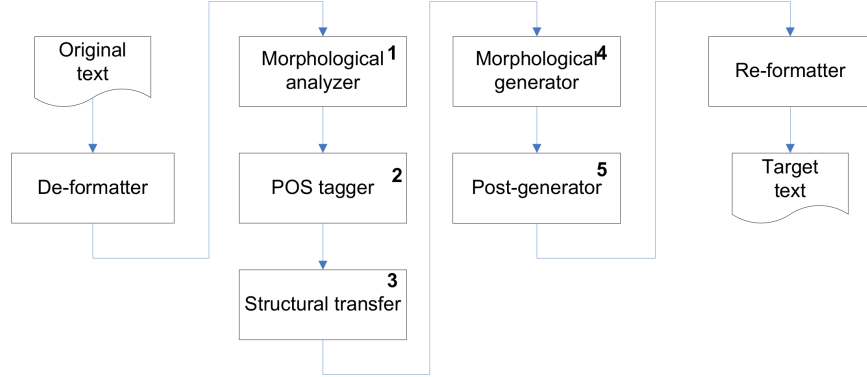 Original
text
De-formatter
Morphological 1
analyzer
POS tagger 2
3
Structural transfer
Morphological 4
generator
5
Post-generator
Re-formatter
Target
text